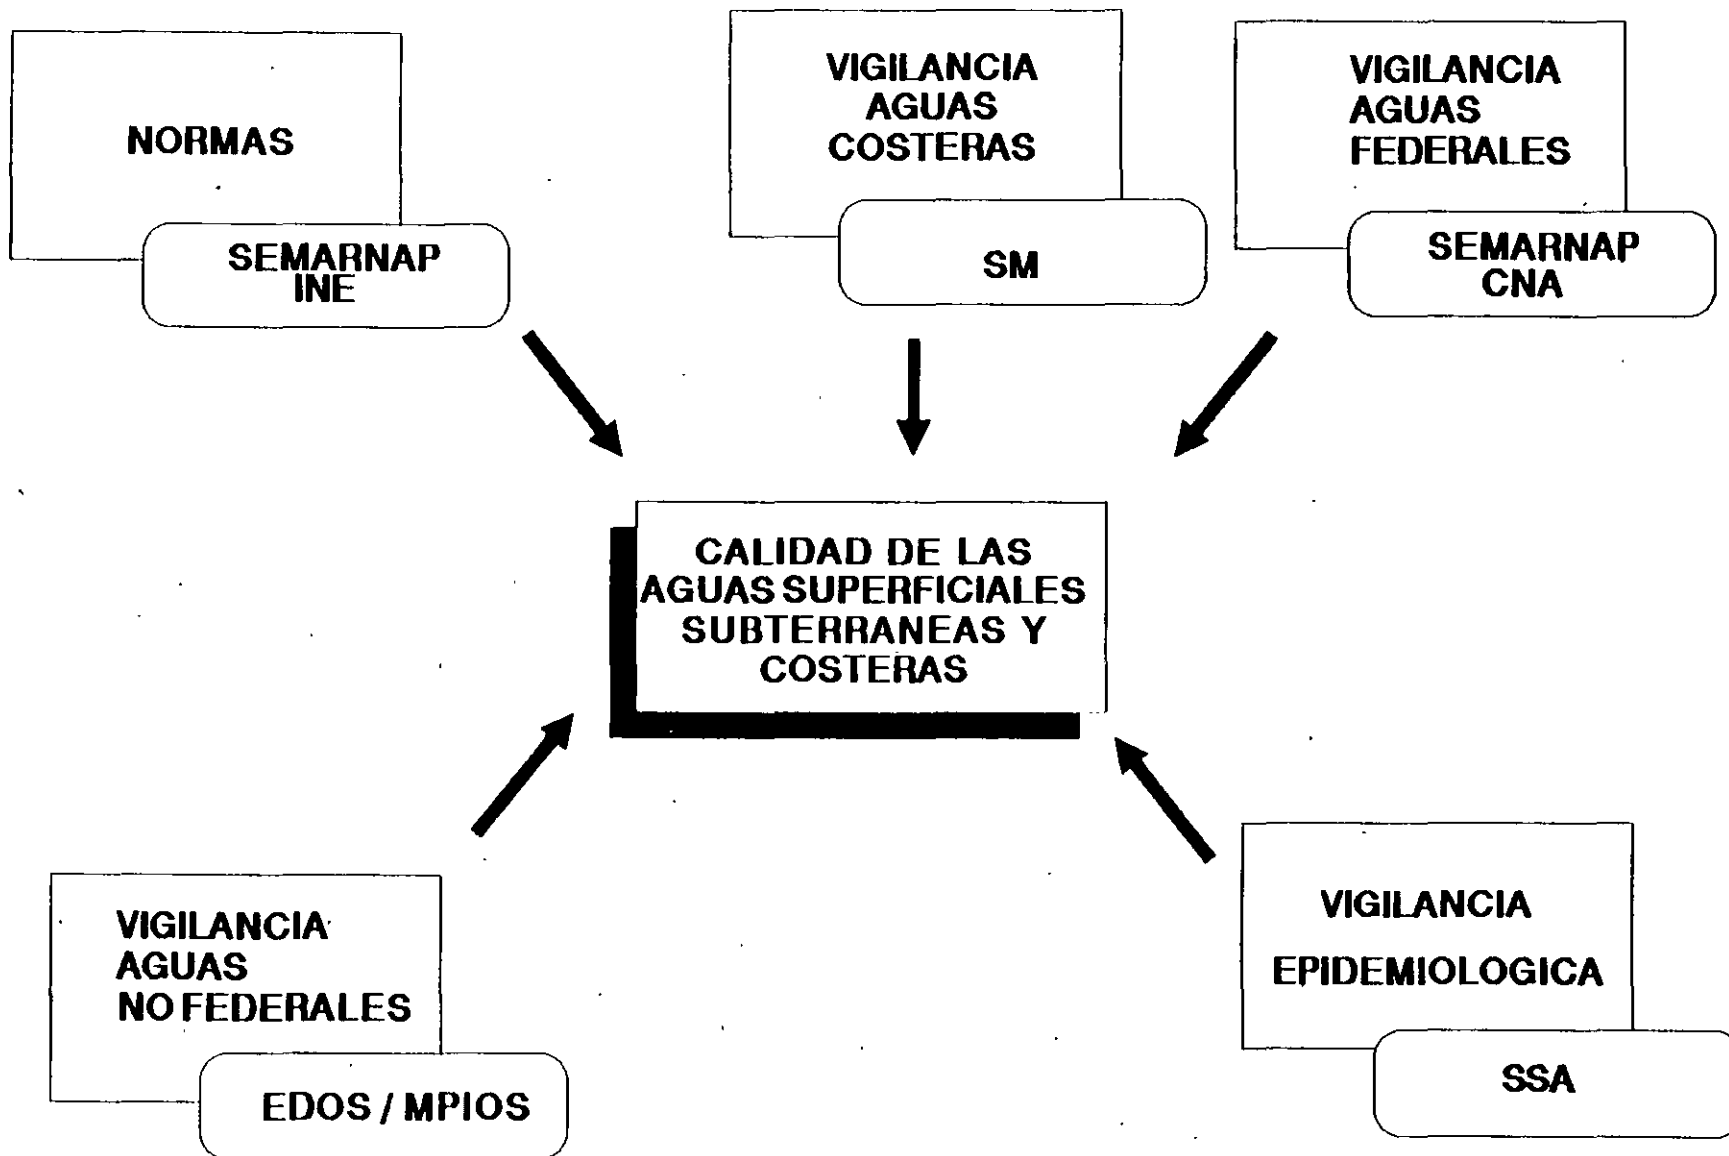 NORMAS
SEMARNAP
INE
VIGILANCIA
AGUAS
COSTERAS
SM
VIGILANCIA
AGUAS
FEDERALES
SEMARNAP
CNA
CALIDAD DE LAS
AGUAS SUPERFICIALES
SUBTERRANEAS Y
COSTERAS
VIGILANCIA
AGUAS
NO FEDERALES
EDOS / MPIOS
VIGILANCIA
EPIDEMIOLOGICA
SSA